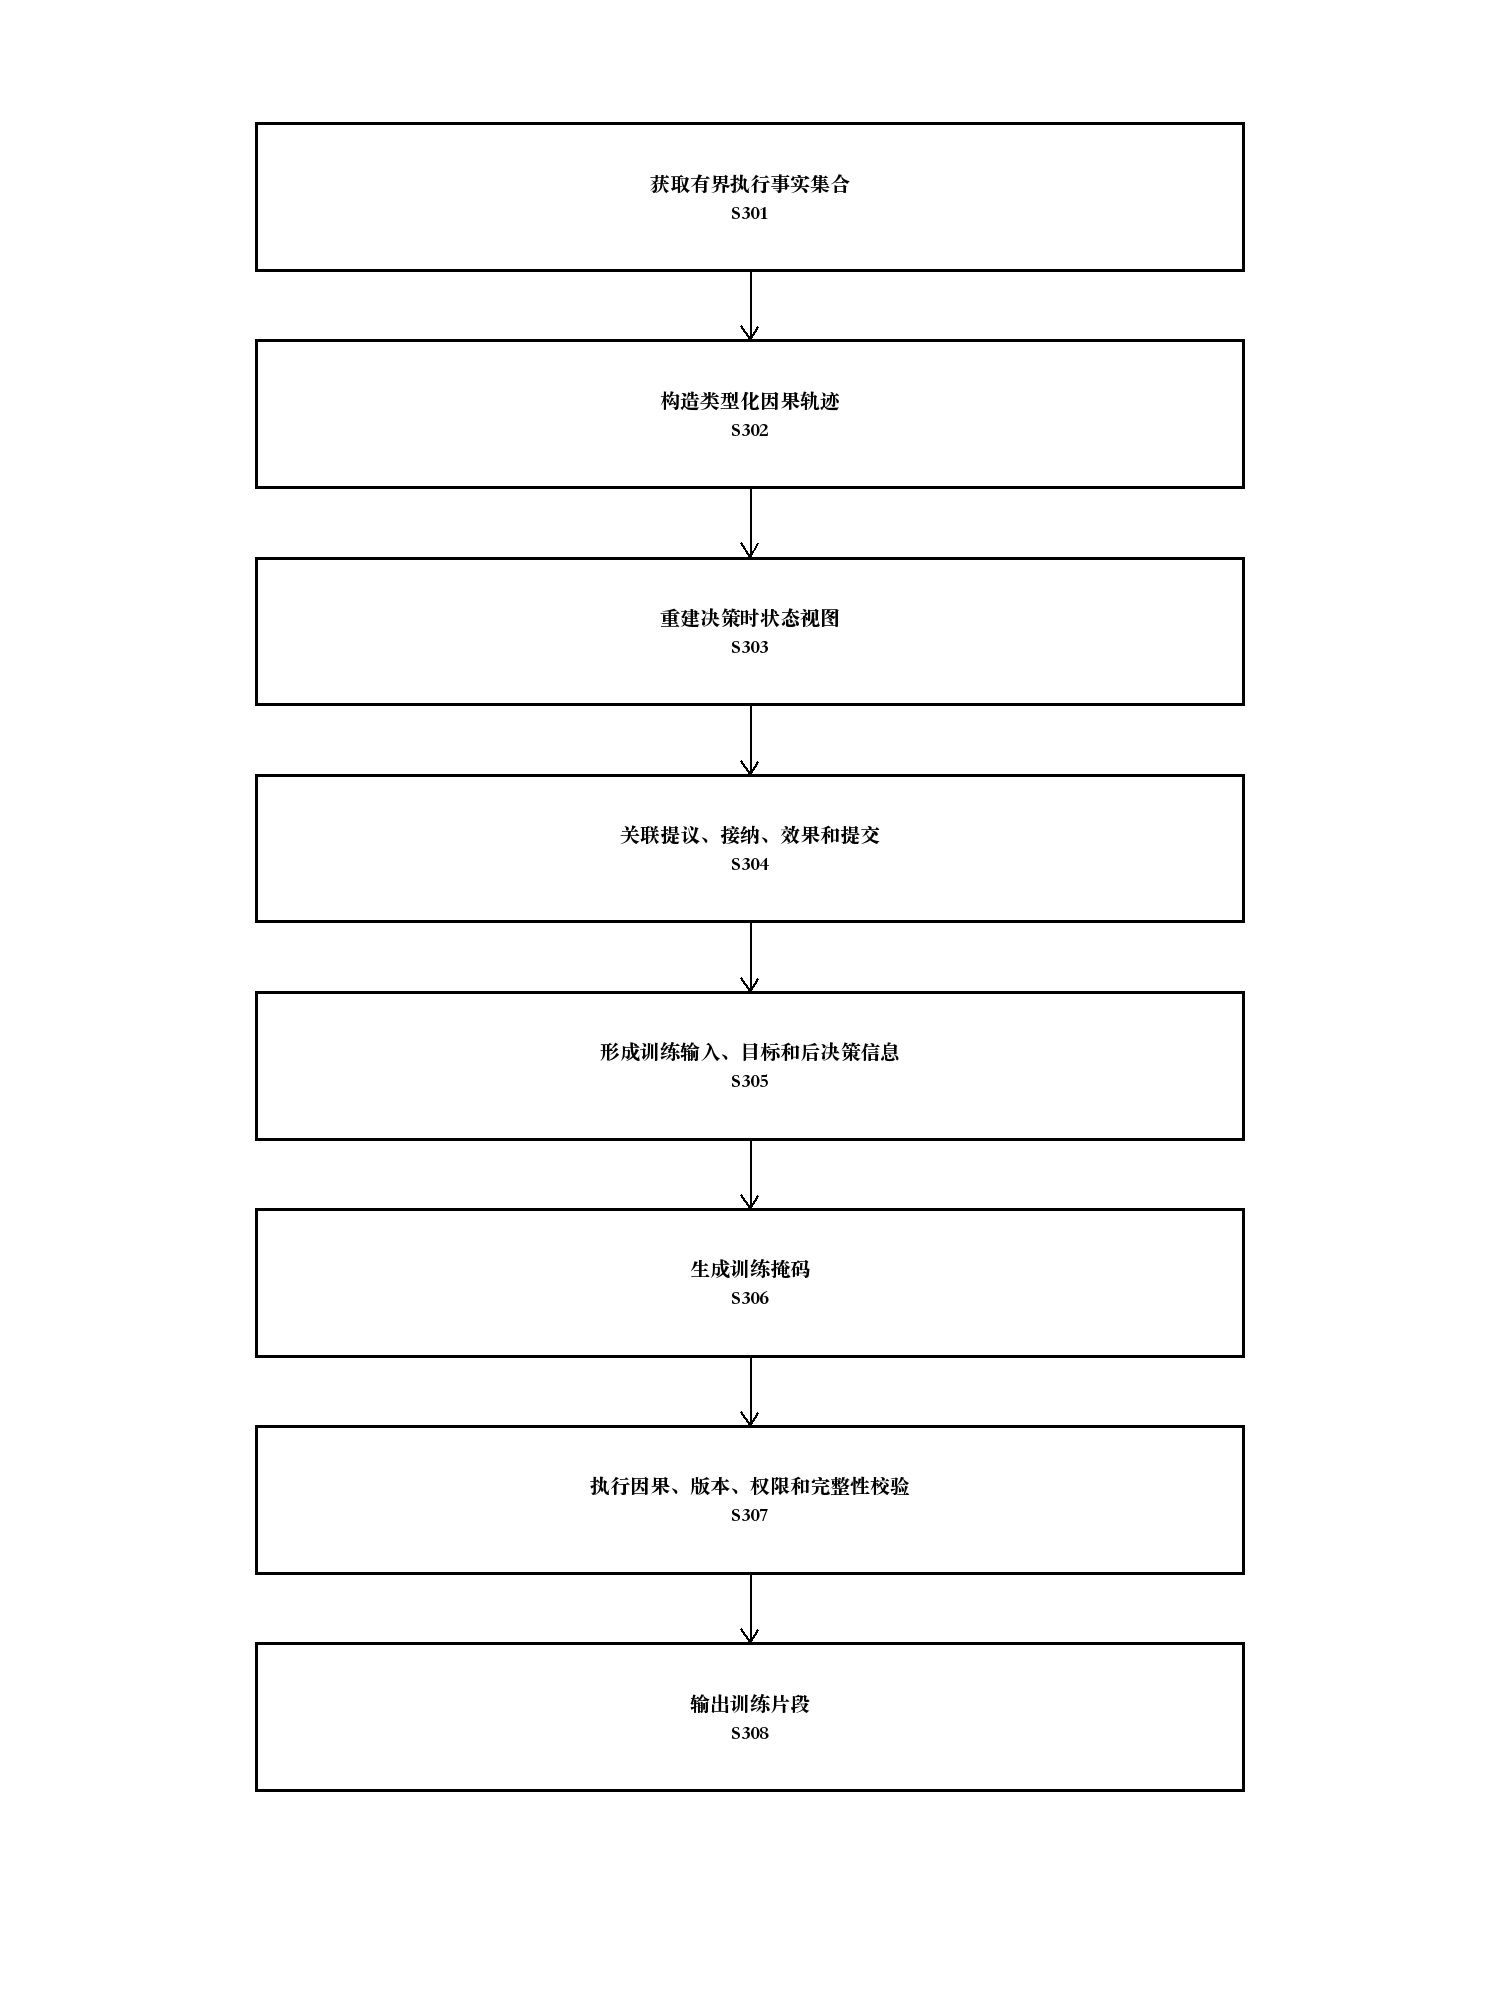 获取有界执行事实集合
S301
构造类型化因果轨迹
S302
重建决策时状态视图
S303
关联提议、接纳、效果和提交
S304
形成训练输入、目标和后决策信息
S305
生成训练掩码
S306
执行因果、版本、权限和完整性校验
S307
输出训练片段
S308